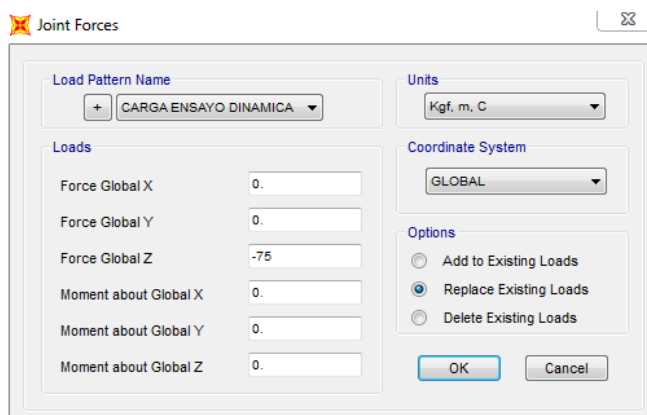 Joint Forces
Load Pattern Name
+ CARGA ENSAYO DINAMICA
Units
Kgf, m, C
Loads
Force Global X 0.
Force Global Y 0.
Force Global Z -75
Moment about Global X 0.
Moment about Global Y 0.
Moment about Global Z 0.
Coordinate System
GLOBAL
Options
Add to Existing Loads
Replace Existing Loads
Delete Existing Loads
OK Cancel